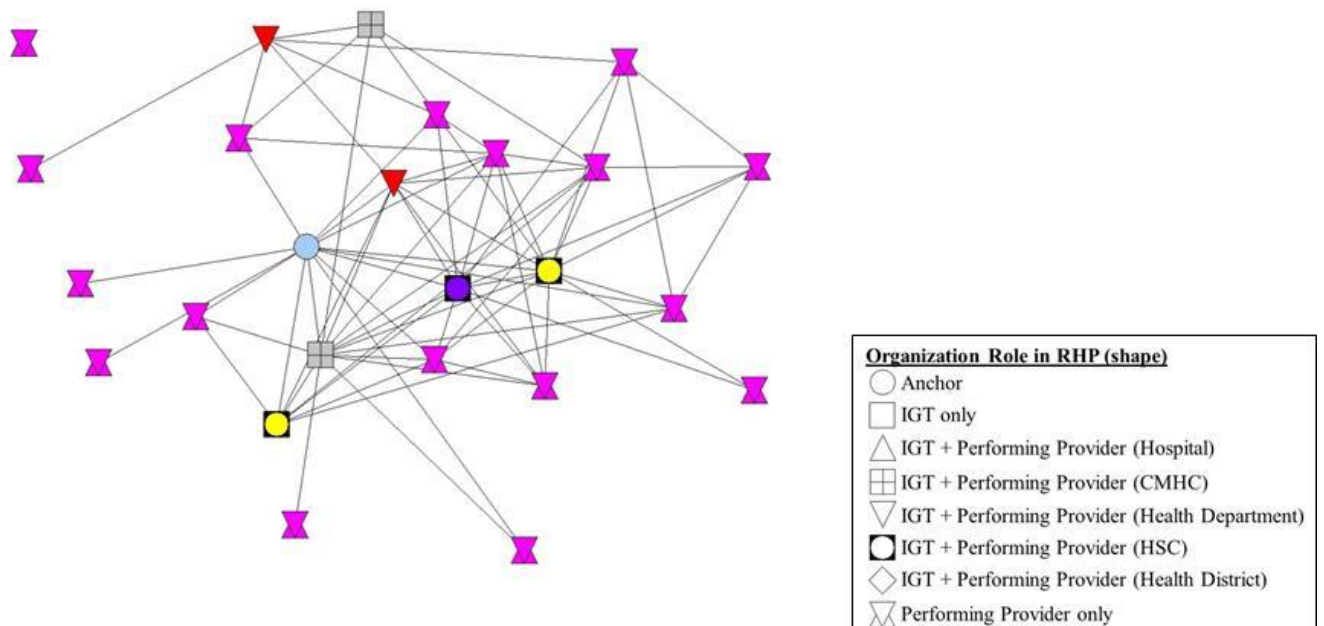 Organization Role in RHP (shape)
Anchor
IGT only
IGT + Performing Provider (Hospital)
IGT + Performing Provider (CMHC)
IGT + Performing Provider (Health Department)
IGT + Performing Provider (HSC)
IGT + Performing Provider (Health District)
Performing Provider only